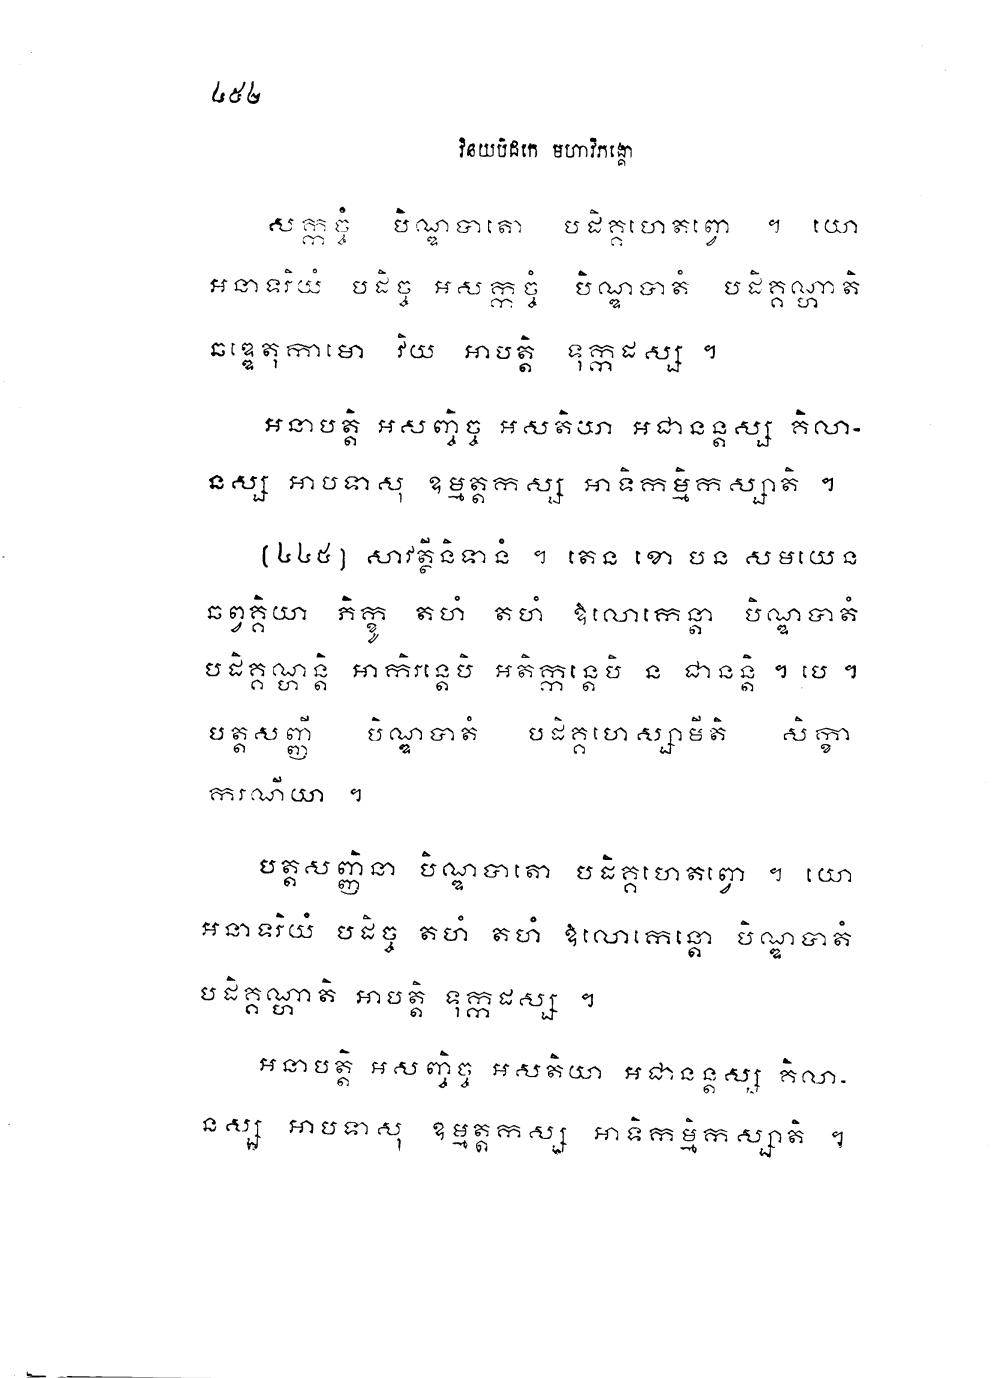 ៤៥២
វិនយបិដកេ មហាវិភង្គោ
សក្កច្ចំ បិណ្ឌបាតោ បដិគ្គហេតព្វោ ។ យោ
អនាទរិយំ បដិច្ច អសក្កច្ចំ បិណ្ឌបាតំ បដិគ្គណ្ហាតិ
ឆឌ្ឌេតុកាមោ វិយ អាបត្តិ ទុក្កដស្ស ។
អនាបត្តិ អសញ្ចិច្ច អសតិយា អជានន្តស្ស គិលា-
នស្ស អាបទាសុ ឧម្មត្តកស្ស អាទិកម្មិកស្សាតិ ។
(៤៤៥) សាវត្ថីនិទានំ ។ តេន ខោ បន សមយេន
ឆព្វគ្គិយា ភិក្ខូ តហំ តហំ ឱលោកេន្តា បិណ្ឌបាតំ
បដិគ្គណ្ហន្តិ អាកិរន្តេបិ អតិក្កន្តេបិ ន ជានន្តិ ។ បេ ។
បត្តសញ្ញី បិណ្ឌបាតំ បដិគ្គហេស្សាមីតិ សិក្ខា
ករណីយា ។
បត្តសញ្ញិនា បិណ្ឌបាតោ បដិគ្គហេតព្វោ ។ យោ
អនាទរិយំ បដិច្ច តហំ តហំ ឱលោកេន្តោ បិណ្ឌបាតំ
បដិគ្គណ្ហាតិ អាបត្តិ ទុក្កដស្ស ។
អនាបត្តិ អសញ្ចិច្ច អសតិយា អជានន្តស្ស គិលា-
នស្ស អាបទាសុ ឧម្មត្តកស្ស អាទិកម្មិកស្សាតិ ។